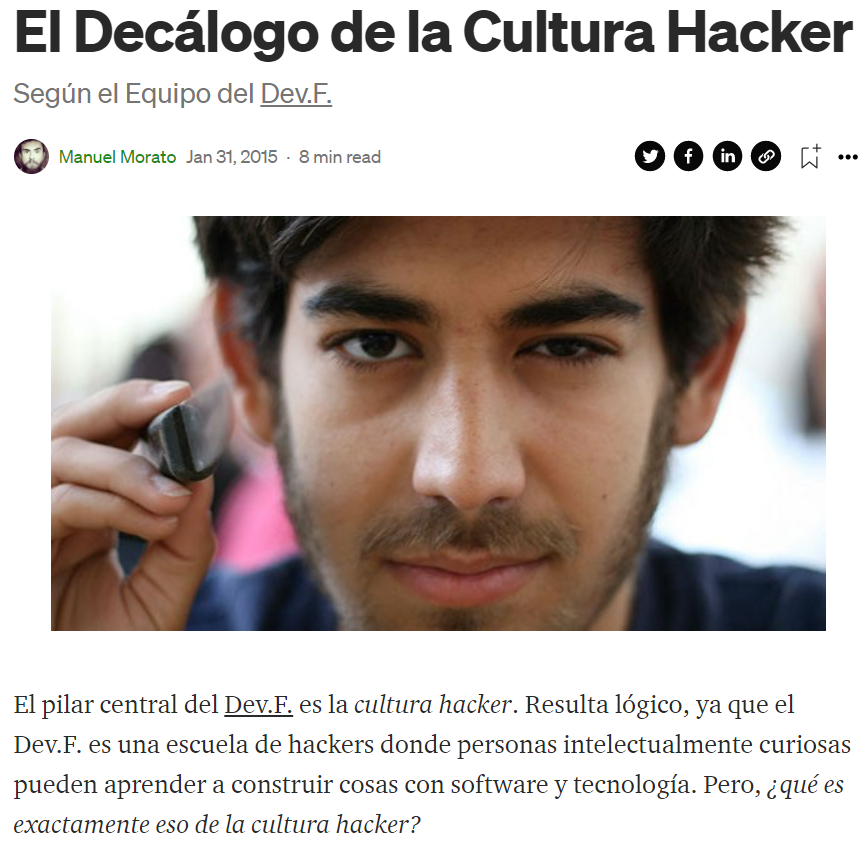 El Decálogo de la Cultura Hacker
Según el Equipo del Dev.F.
Manuel Morato Jan 31, 2015 · 8 min read
El pilar central del Dev.F. es la cultura hacker. Resulta lógico, ya que el
Dev.F. es una escuela de hackers donde personas intelectualmente curiosas
pueden aprender a construir cosas con software y tecnología. Pero, ¿qué es
exactamente eso de la cultura hacker?